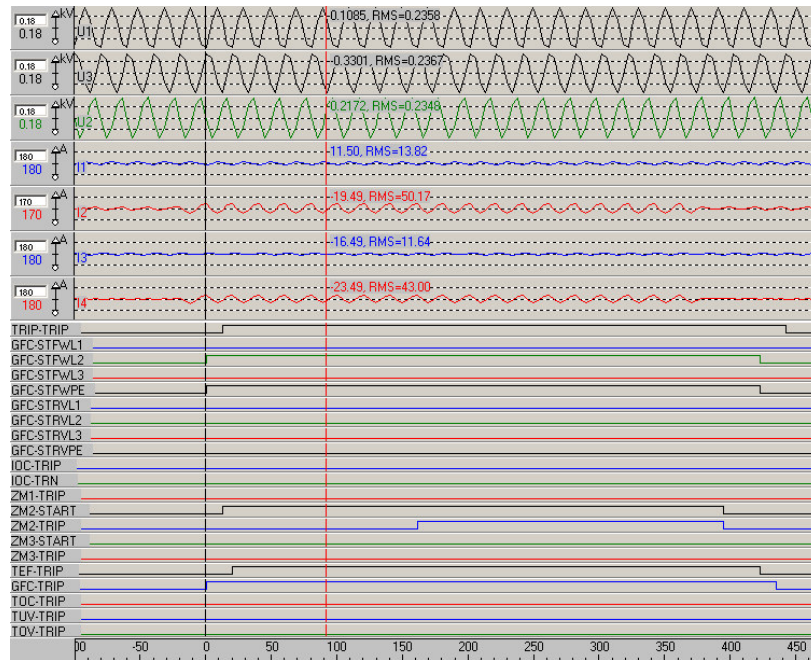 0.18 kV 0.1085, RMS=0.2358
0.18 U1
0.18 kV -0.3301, RMS=0.2367
0.18 U3
0.18 kV 0.2172, RMS=0.2348
0.18 U2
180 A 11.50, RMS=13.82
180 I1
170 A -19.49, RMS=50.17
170 I2
180 A -16.49, RMS=11.64
180 I3
180 A -23.49, RMS=43.00
180 I4
TRIP-TRIP
GFC-STFWL1
GFC-STFWL2
GFC-STFWL3
GFC-STFWPE
GFC-STRVL1
GFC-STRVL2
GFC-STRVL3
GFC-STRVPE
IOC-TRIP
IOC-TRN
ZM1-TRIP
ZM2-START
ZM2-TRIP
ZM3-START
ZM3-TRIP
TEF-TRIP
GFC-TRIP
TOC-TRIP
TUV-TRIP
TOV-TRIP
00 -50 0 50 100 150 200 250 300 350 400 450